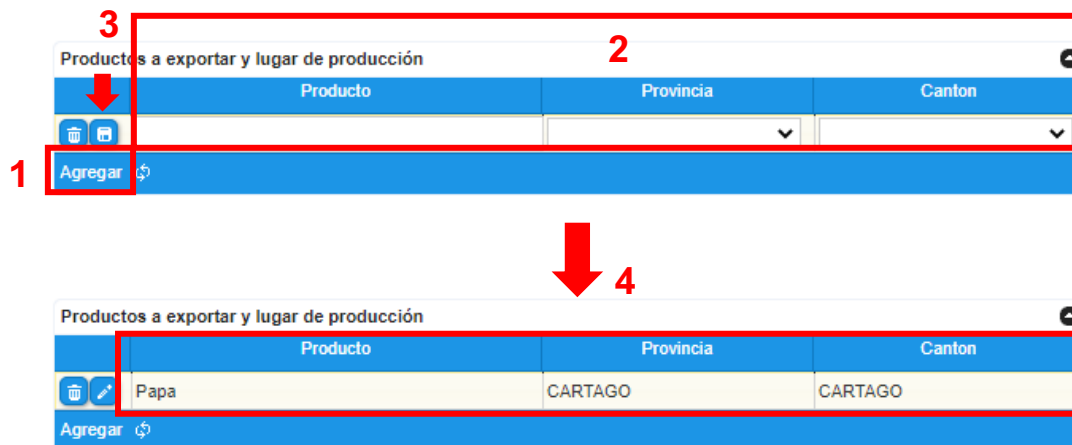 3
Productos a exportar y lugar de producción
2
Producto Provincia Canton
1
Agregar
4
Productos a exportar y lugar de producción
Producto Provincia Canton
Papa CARTAGO CARTAGO
Agregar